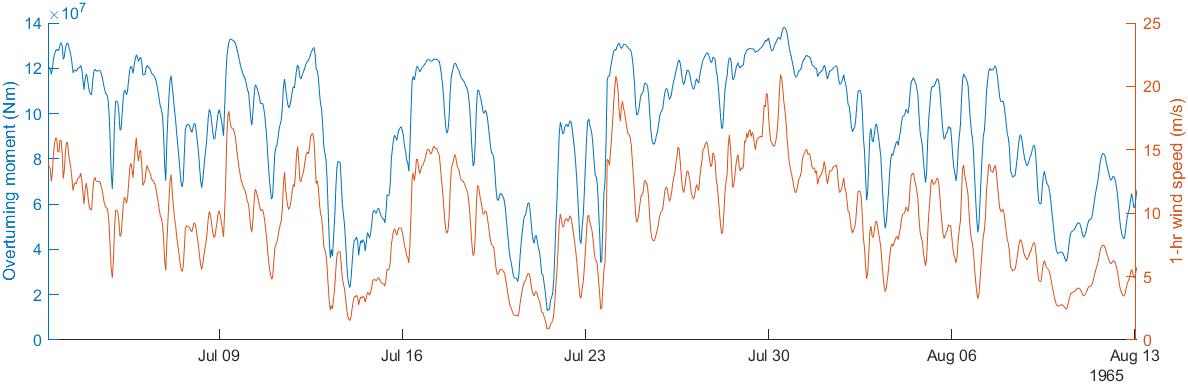 ×10⁷
14
12
10
8
6
4
2
0
Overturning moment (Nm)
25
20
15
10
5
0
1-hr wind speed (m/s)
Jul 09
Jul 16
Jul 23
Jul 30
Aug 06
Aug 13
1965